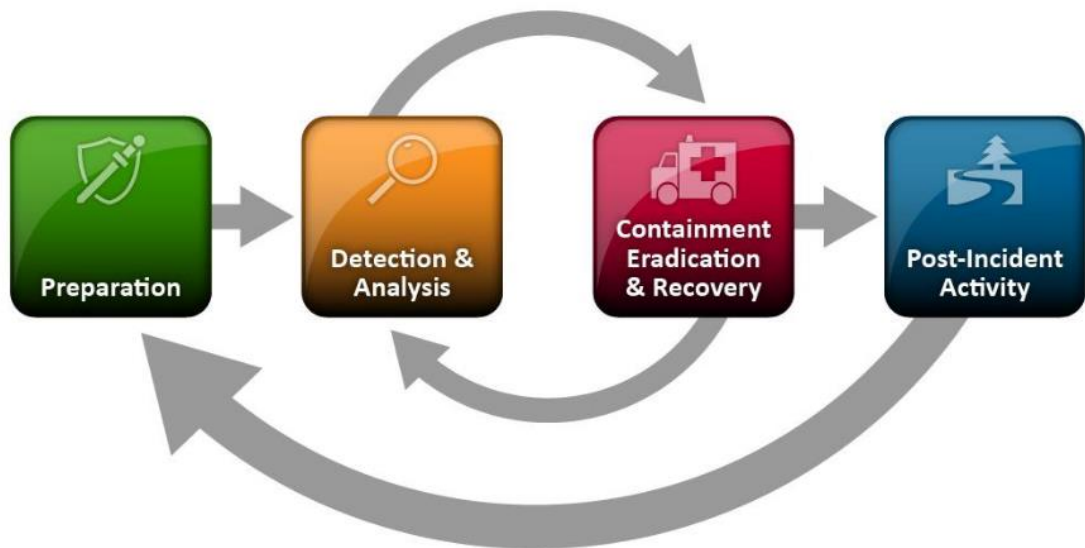 Preparation
Detection &
Analysis
Containment
Eradication
& Recovery
Post-Incident
Activity